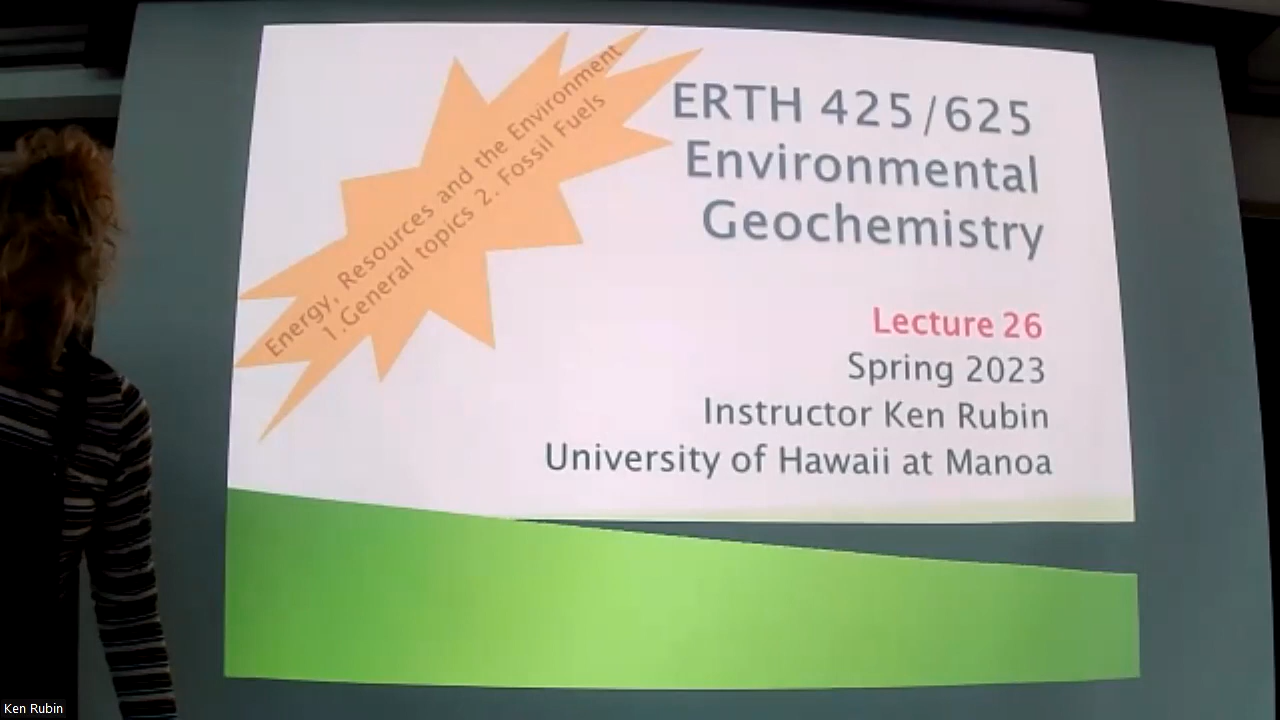 Energy, Resources and the Environment
1.General topics 2. Fossil Fuels
ERTH 425/625
Environmental
Geochemistry
Lecture 26
Spring 2023
Instructor Ken Rubin
University of Hawaii at Manoa
Ken Rubin